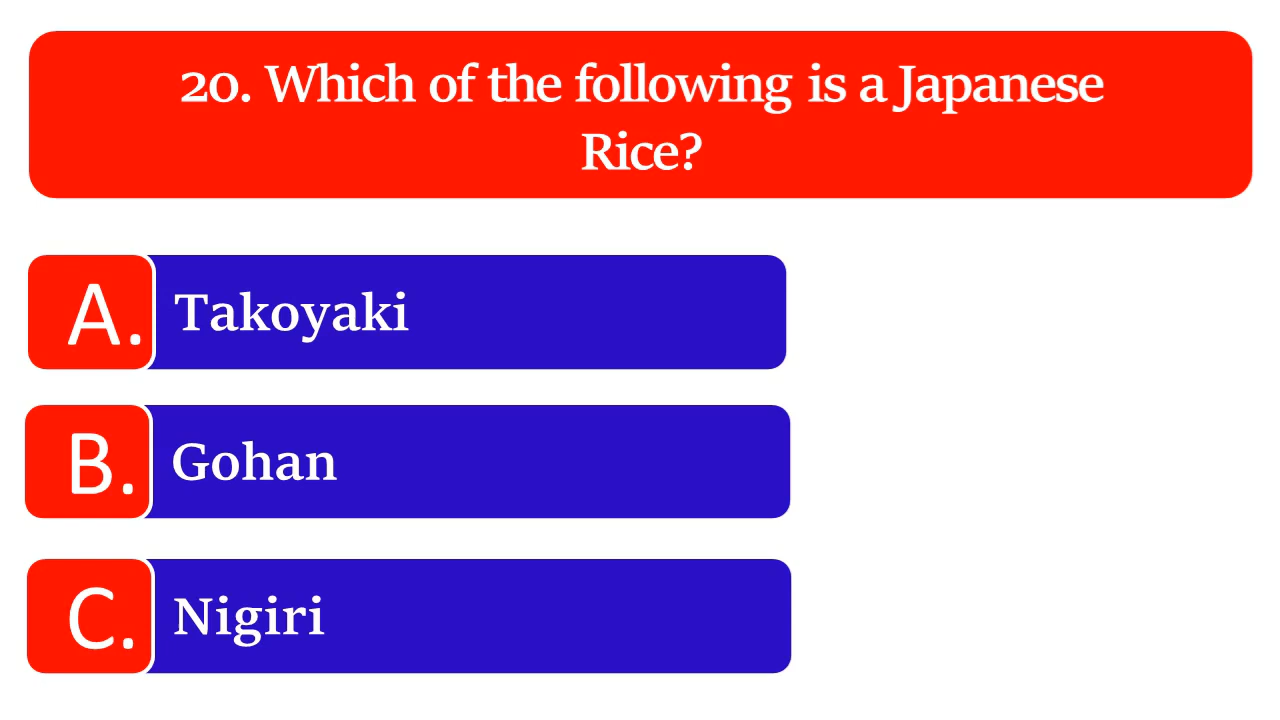 20. Which of the following is a Japanese
Rice?
A. Takoyaki
B. Gohan
C. Nigiri